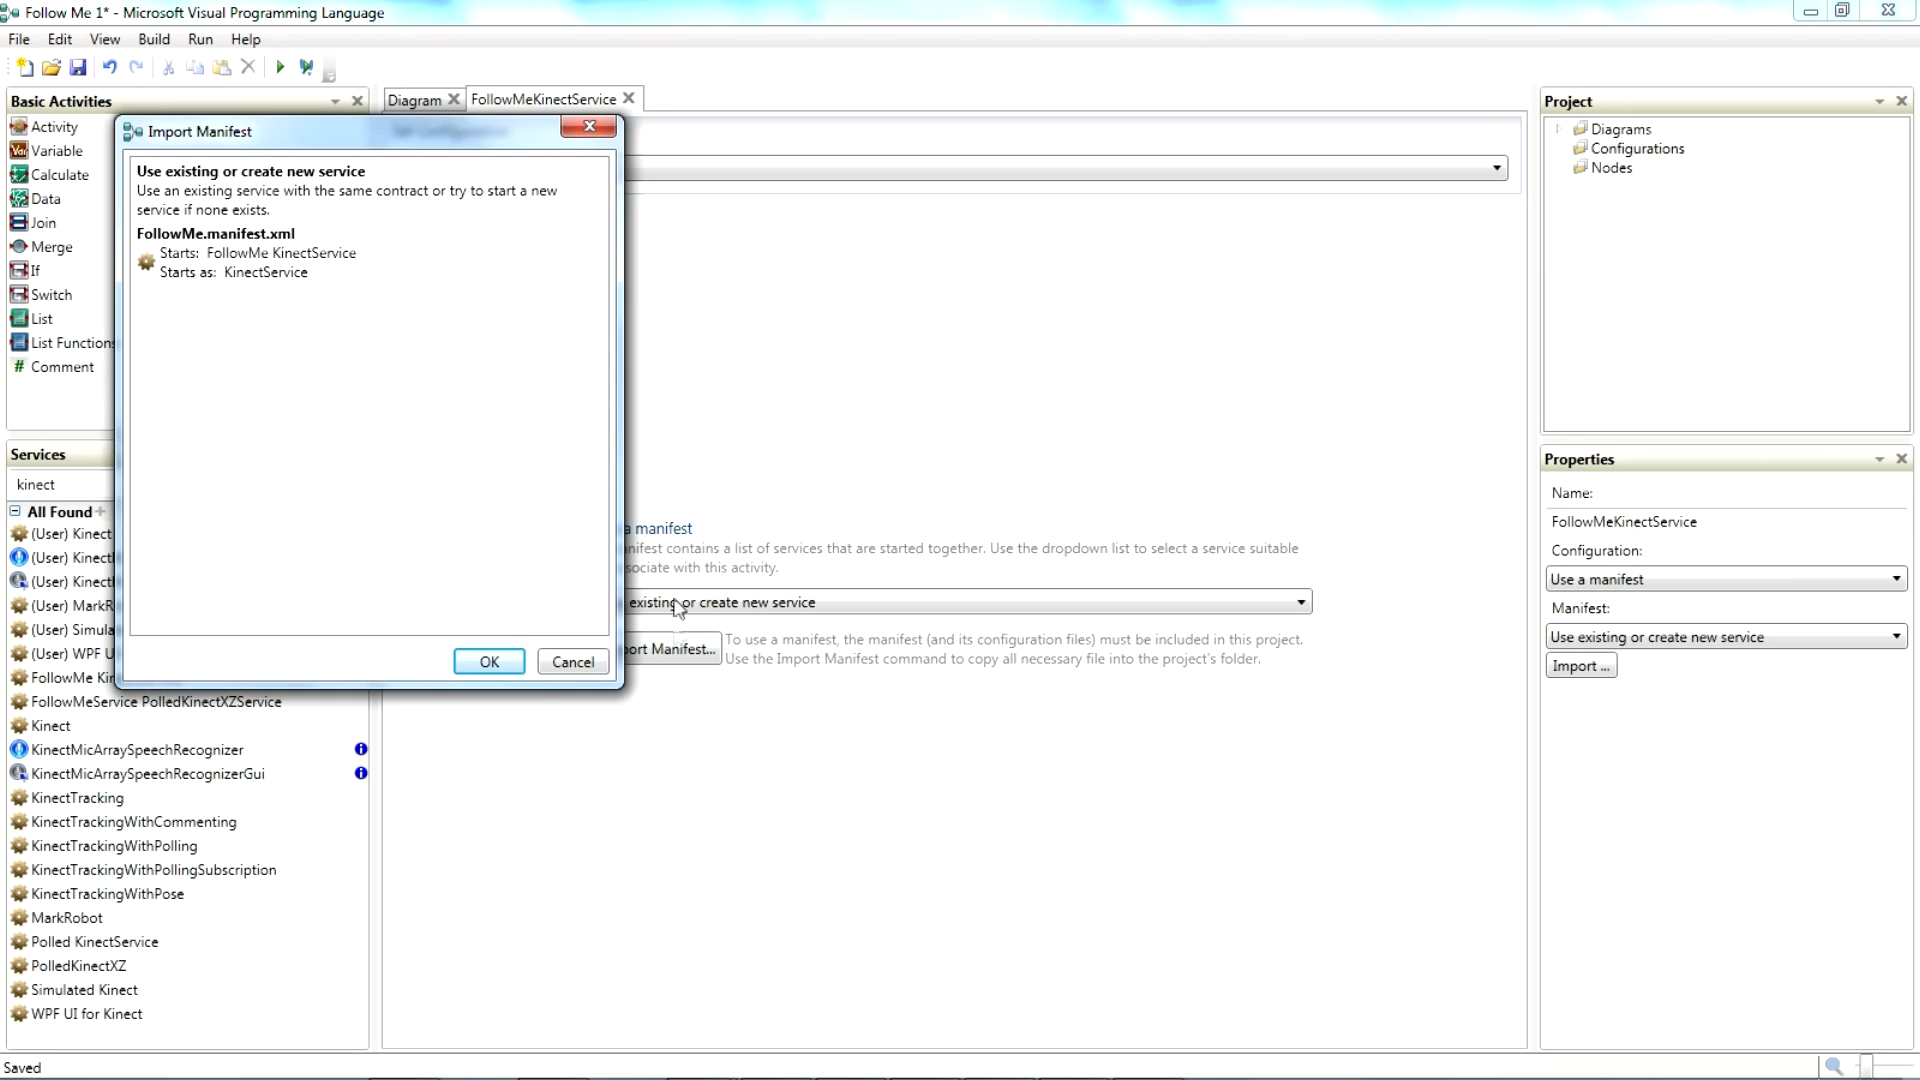 Follow Me 1* - Microsoft Visual Programming Language
File Edit View Build Run Help
Basic Activities
Activity
Variable
Calculate
Data
Join
Merge
If
Switch
List
List Function
# Comment
Services
kinect
All Found
(User) Kinect
(User) Kinect
(User) Kinect
(User) MarkR
(User) Simula
(User) WPF U
FollowMe Kin
FollowMeService PolledKinectXZService
Kinect
KinectMicArraySpeechRecognizer
KinectMicArraySpeechRecognizerGui
KinectTracking
KinectTrackingWithCommenting
KinectTrackingWithPolling
KinectTrackingWithPollingSubscription
KinectTrackingWithPose
MarkRobot
Polled KinectService
PolledKinectXZ
Simulated Kinect
WPF UI for Kinect
Saved
Import Manifest
Use existing or create new service
Use an existing service with the same contract or try to start a new
service if none exists.
FollowMe.manifest.xml
Starts: FollowMe KinectService
Starts as: KinectService
OK Cancel
Diagram FollowMeKinectService
a manifest
nifest contains a list of services that are started together. Use the dropdown list to select a service suitable
sociate with this activity.
existing or create new service
ort Manifest...
To use a manifest, the manifest (and its configuration files) must be included in this project.
Use the Import Manifest command to copy all necessary file into the project's folder.
Project
Diagrams
Configurations
Nodes
Properties
Name:
FollowMeKinectService
Configuration:
Use a manifest
Manifest:
Use existing or create new service
Import ...